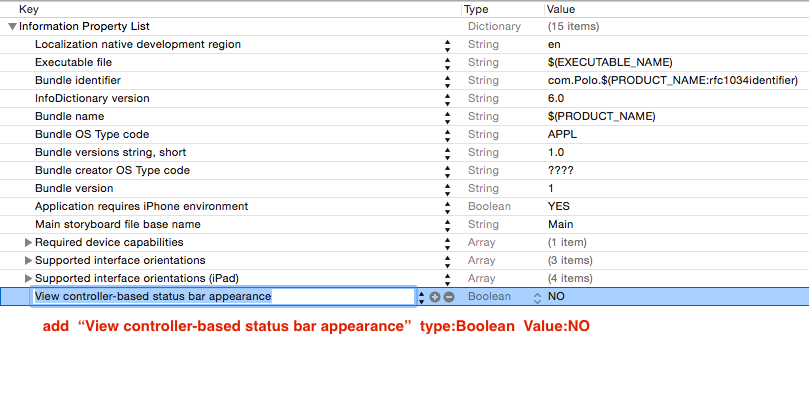 Key Type Value
Information Property List Dictionary (15 items)
Localization native development region String en
Executable file String $(EXECUTABLE_NAME)
Bundle identifier String com.Polo.$(PRODUCT_NAME:rfc1034identifier)
InfoDictionary version String 6.0
Bundle name String $(PRODUCT_NAME)
Bundle OS Type code String APPL
Bundle versions string, short String 1.0
Bundle creator OS Type code String ????
Bundle version String 1
Application requires iPhone environment Boolean YES
Main storyboard file base name String Main
Required device capabilities Array (1 item)
Supported interface orientations Array (3 items)
Supported interface orientations (iPad) Array (4 items)
View controller-based status bar appearance Boolean NO
add “View controller-based status bar appearance” type:Boolean Value:NO